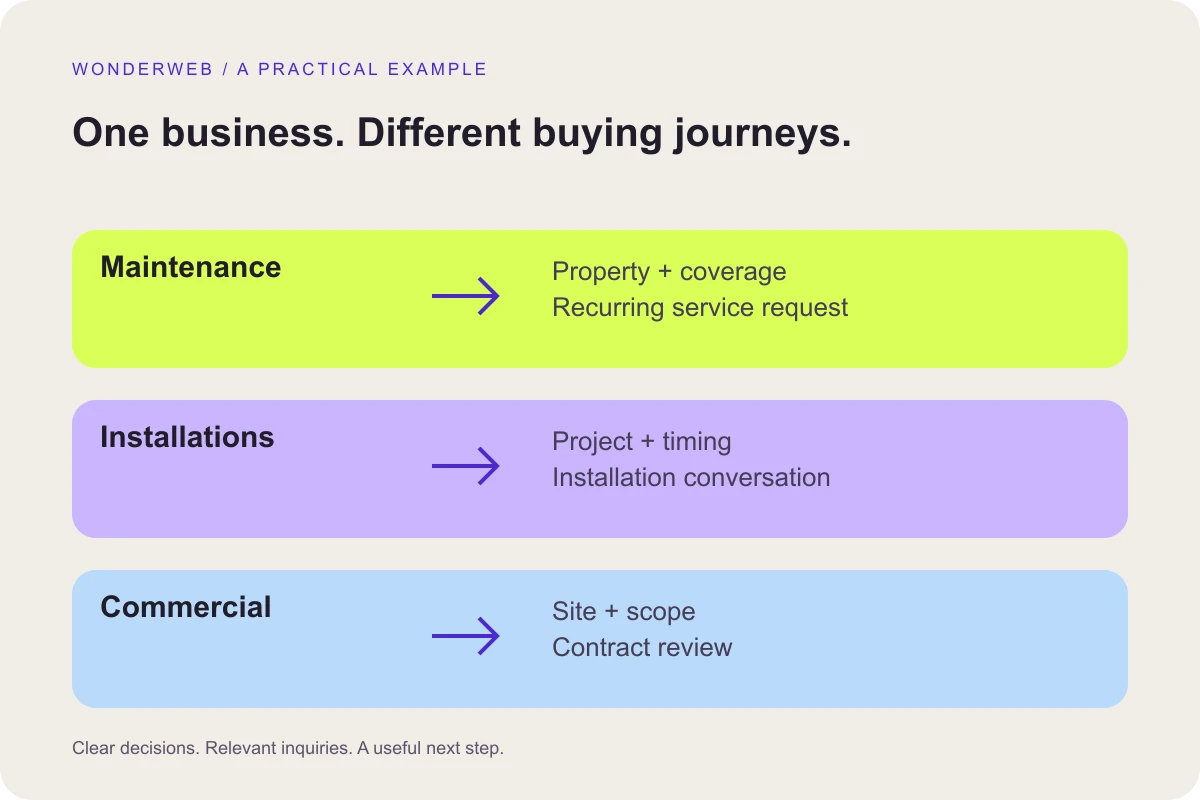 WONDERWEB / A PRACTICAL EXAMPLE
One business. Different buying journeys.
Maintenance
Property + coverage
Recurring service request
Installations
Project + timing
Installation conversation
Commercial
Site + scope
Contract review
Clear decisions. Relevant inquiries. A useful next step.